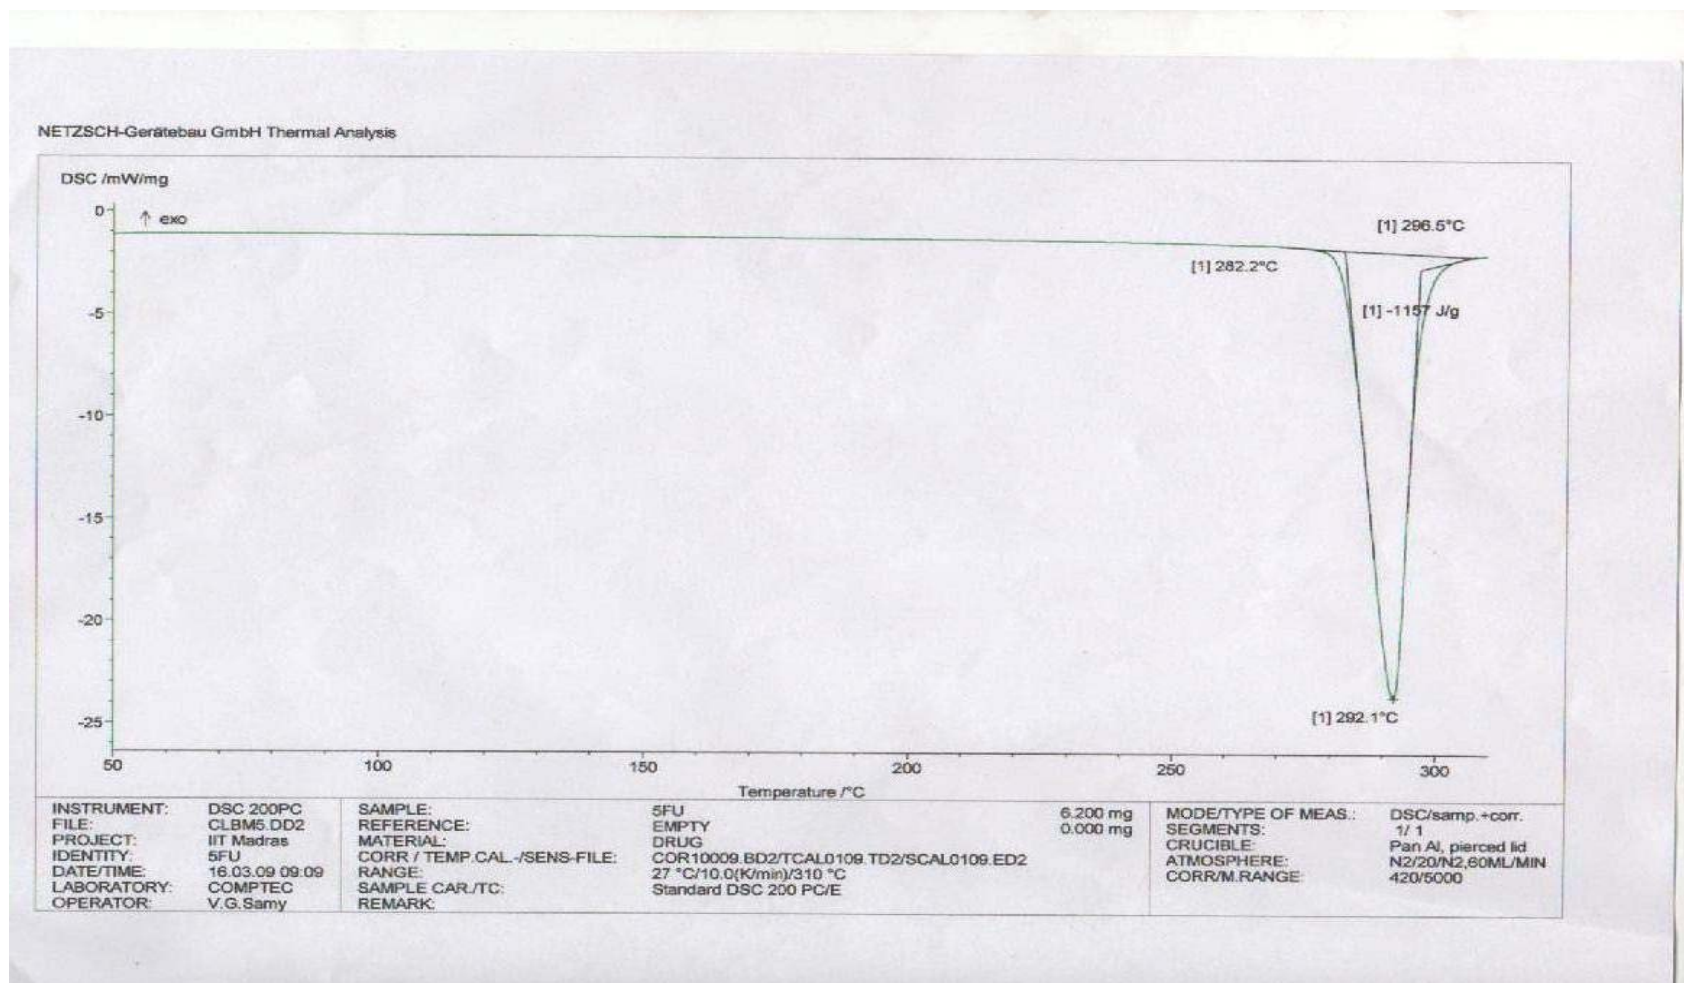 NETZSCH-Gerätebau GmbH Thermal Analysis
DSC /mW/mg
↑ exo
0
-5
-10
-15
-20
-25
[1] 296.5°C
[1] 282.2°C
[1] -1157 J/g
[1] 292.1°C
50 100 150 200 250 300
Temperature /°C
INSTRUMENT: DSC 200PC
FILE: CLBM5.DD2
PROJECT: IIT Madras
IDENTITY: 5FU
DATE/TIME: 16.03.09 09:09
LABORATORY: COMPTEC
OPERATOR: V.G.Samy
SAMPLE: 5FU 6.200 mg
REFERENCE: EMPTY 0.000 mg
MATERIAL: DRUG
CORR / TEMP.CAL.-/SENS-FILE: COR10009.BD2/TCAL0109.TD2/SCAL0109.ED2
RANGE: 27 °C/10.0(K/min)/310 °C
SAMPLE CAR./TC: Standard DSC 200 PC/E
REMARK:
MODE/TYPE OF MEAS.: DSC/samp.+corr.
SEGMENTS: 1/ 1
CRUCIBLE: Pan Al, pierced lid
ATMOSPHERE: N2/20/N2,60ML/MIN
CORR/M.RANGE: 420/5000